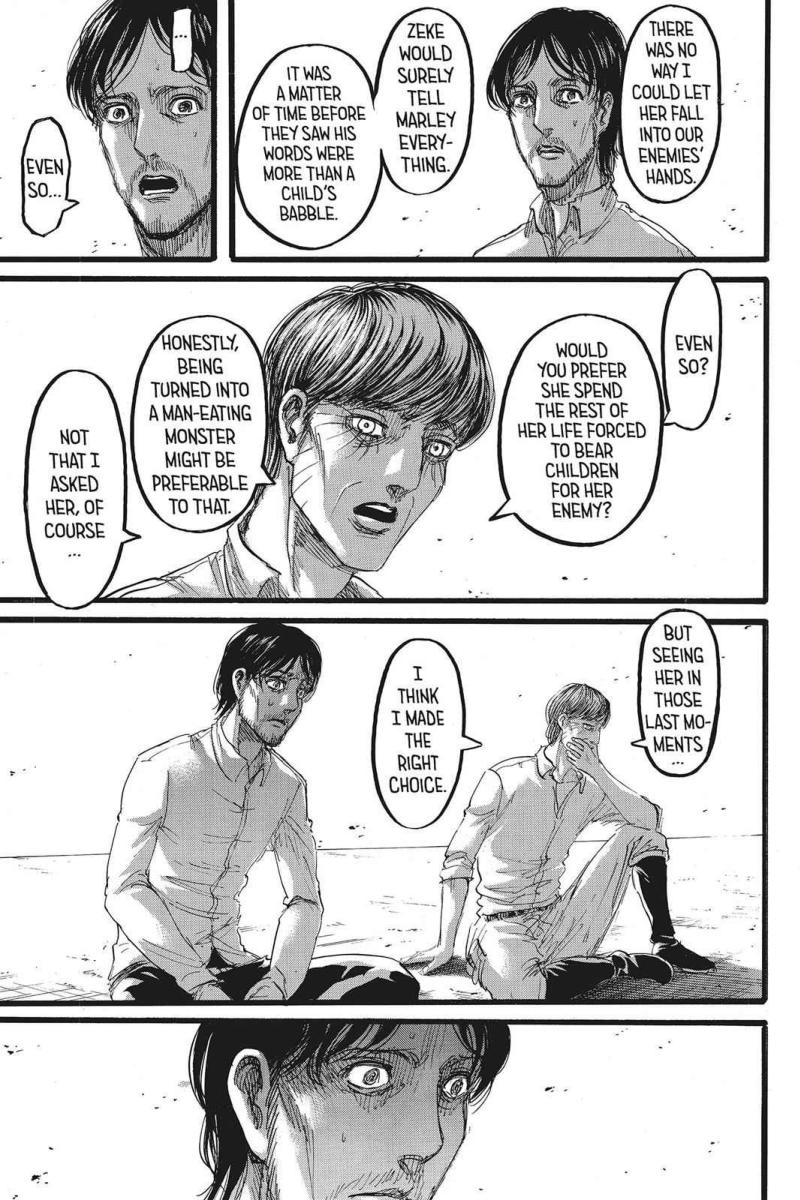 THERE
WAS NO
WAY I
COULD LET
HER FALL
INTO OUR
ENEMIES'
HANDS.
ZEKE
WOULD
SURELY
TELL
MARLEY
EVERY-
THING.
IT WAS
A MATTER
OF TIME BEFORE
THEY SAW HIS
WORDS WERE
MORE THAN A
CHILD'S
BABBLE.
...
EVEN
SO...
EVEN
SO?
WOULD
YOU PREFER
SHE SPEND
THE REST OF
HER LIFE FORCED
TO BEAR
CHILDREN
FOR HER
ENEMY?
HONESTLY,
BEING
TURNED INTO
A MAN-EATING
MONSTER
MIGHT BE
PREFERABLE
TO THAT.
NOT
THAT I
ASKED
HER, OF
COURSE
...
BUT
SEEING
HER IN
THOSE
LAST MO-
MENTS
...
I
THINK
I MADE
THE
RIGHT
CHOICE.